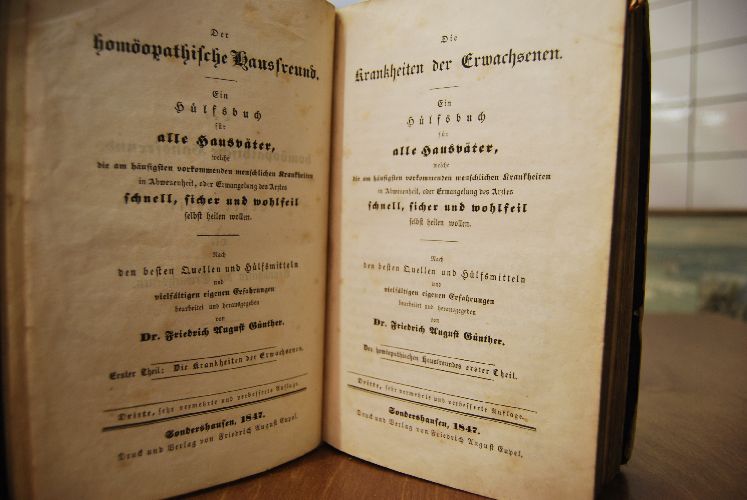 Der
homöopathische Hausfreund.
Ein
Hülfsbuch
für
alle Hausväter,
welche
die am häufigsten vorkommenden menschlichen Krankheiten
in Abwesenheit, oder Ermangelung des Arztes
schnell, sicher und wohlfeil
selbst heilen wollen.
Nach
den besten Quellen und Hülfsmitteln
und
vielfältigen eigenen Erfahrungen
bearbeitet und herausgegeben
von
Dr. Friedrich August Günther.
Erster Theil: Die Krankheiten der Erwachsenen.
Dritte, sehr vermehrte und verbesserte Auflage.
Sondershausen, 1847.
Druck und Verlag von Friedrich August Eupel.
Die
Krankheiten der Erwachsenen.
Ein
Hülfsbuch
für
alle Hausväter,
welche
die am häufigsten vorkommenden menschlichen Krankheiten
in Abwesenheit, oder Ermangelung des Arztes
schnell, sicher und wohlfeil
selbst heilen wollen.
Nach
den besten Quellen und Hülfsmitteln
und
vielfältigen eigenen Erfahrungen
bearbeitet und herausgegeben
von
Dr. Friedrich August Günther.
Des homöopathischen Hausfreundes erster Theil.
Dritte, sehr vermehrte und verbesserte Auflage.
Sondershausen, 1847.
Druck und Verlag von Friedrich August Eupel.